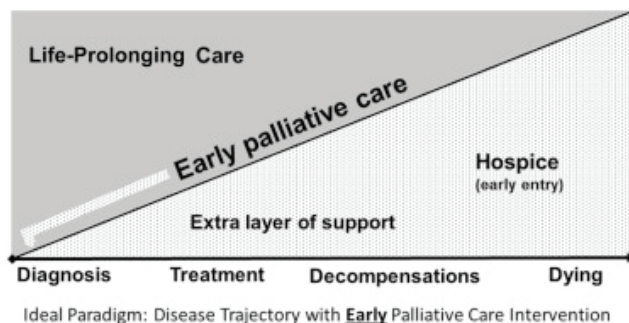 Life-Prolonging Care
Early palliative care
Hospice
(early entry)
Extra layer of support
Diagnosis Treatment Decompensations Dying
Ideal Paradigm: Disease Trajectory with Early Palliative Care Intervention